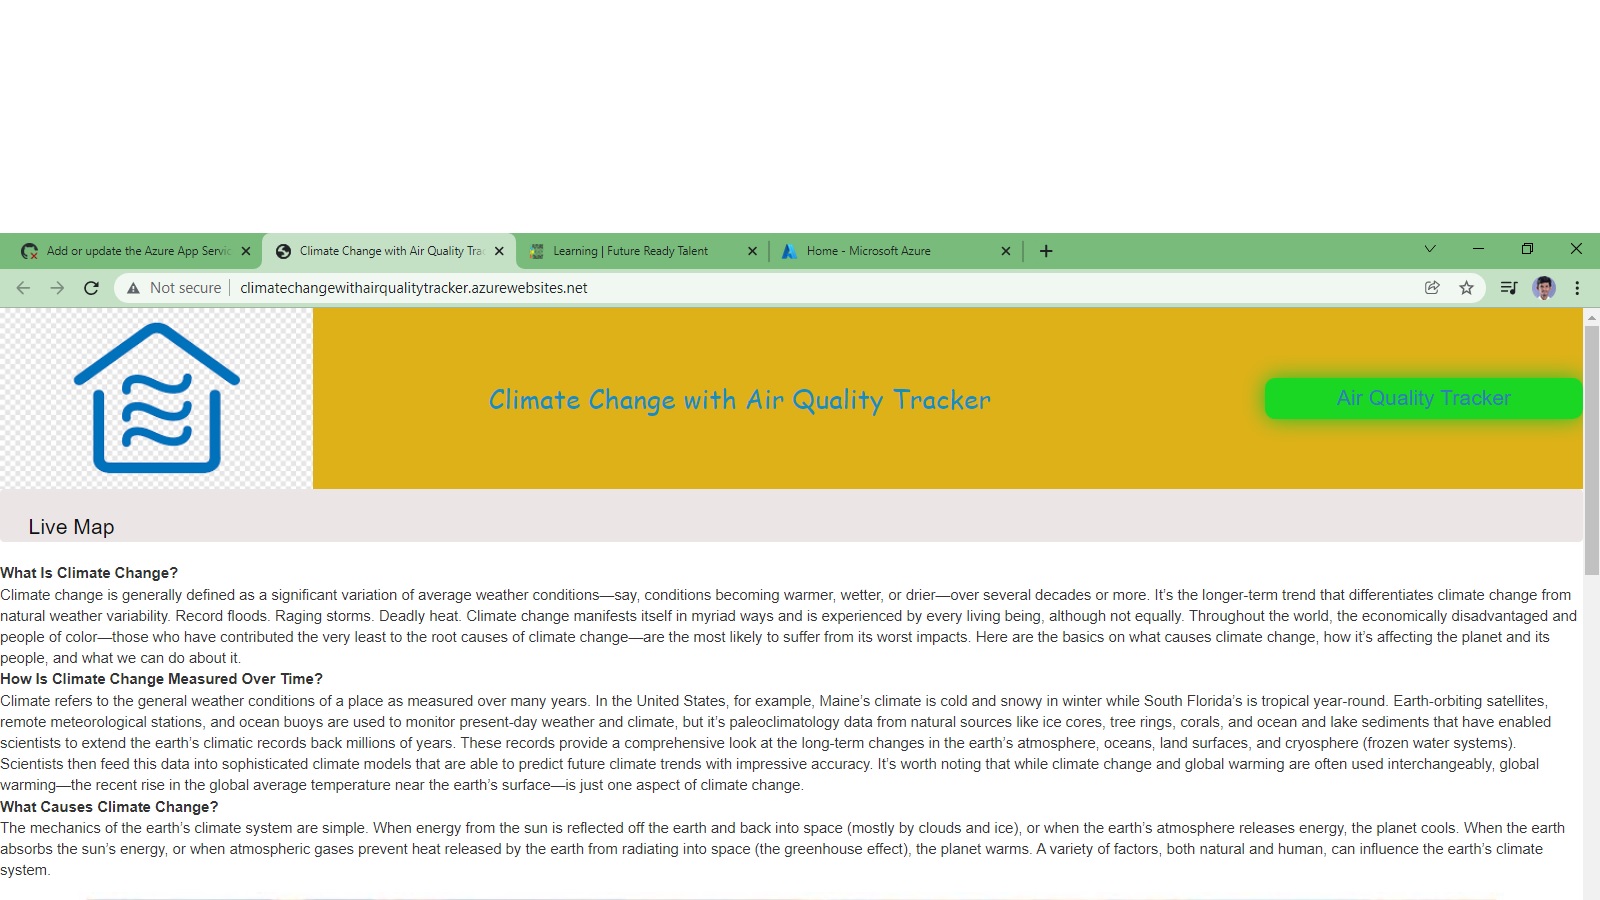 Add or update the Azure App Servic
Climate Change with Air Quality Trac
Learning | Future Ready Talent
Home - Microsoft Azure
Not secure
climatechangewithairqualitytracker.azurewebsites.net
Climate Change with Air Quality Tracker
Air Quality Tracker
Live Map
What Is Climate Change?
Climate change is generally defined as a significant variation of average weather conditions—say, conditions becoming warmer, wetter, or drier—over several decades or more. It’s the longer-term trend that differentiates climate change from
natural weather variability. Record floods. Raging storms. Deadly heat. Climate change manifests itself in myriad ways and is experienced by every living being, although not equally. Throughout the world, the economically disadvantaged and
people of color—those who have contributed the very least to the root causes of climate change—are the most likely to suffer from its worst impacts. Here are the basics on what causes climate change, how it’s affecting the planet and its
people, and what we can do about it.
How Is Climate Change Measured Over Time?
Climate refers to the general weather conditions of a place as measured over many years. In the United States, for example, Maine’s climate is cold and snowy in winter while South Florida’s is tropical year-round. Earth-orbiting satellites,
remote meteorological stations, and ocean buoys are used to monitor present-day weather and climate, but it’s paleoclimatology data from natural sources like ice cores, tree rings, corals, and ocean and lake sediments that have enabled
scientists to extend the earth’s climatic records back millions of years. These records provide a comprehensive look at the long-term changes in the earth’s atmosphere, oceans, land surfaces, and cryosphere (frozen water systems).
Scientists then feed this data into sophisticated climate models that are able to predict future climate trends with impressive accuracy. It’s worth noting that while climate change and global warming are often used interchangeably, global
warming—the recent rise in the global average temperature near the earth’s surface—is just one aspect of climate change.
What Causes Climate Change?
The mechanics of the earth’s climate system are simple. When energy from the sun is reflected off the earth and back into space (mostly by clouds and ice), or when the earth’s atmosphere releases energy, the planet cools. When the earth
absorbs the sun’s energy, or when atmospheric gases prevent heat released by the earth from radiating into space (the greenhouse effect), the planet warms. A variety of factors, both natural and human, can influence the earth’s climate
system.